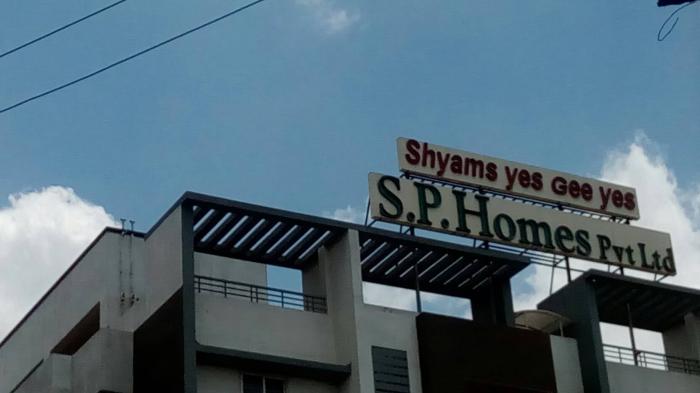 Shyams yes Gee yes
S.P.Homes Pvt Ltd